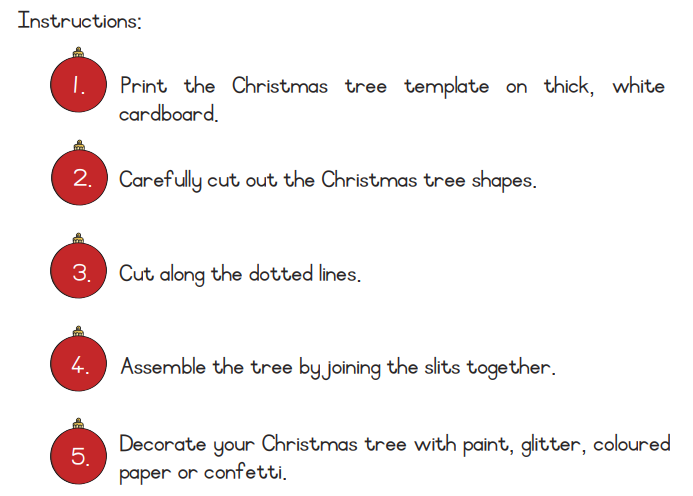 Instructions:
1. Print the Christmas tree template on thick, white
cardboard.
2. Carefully cut out the Christmas tree shapes.
3. Cut along the dotted lines.
4. Assemble the tree by joining the slits together.
5. Decorate your Christmas tree with paint, glitter, coloured
paper or confetti.